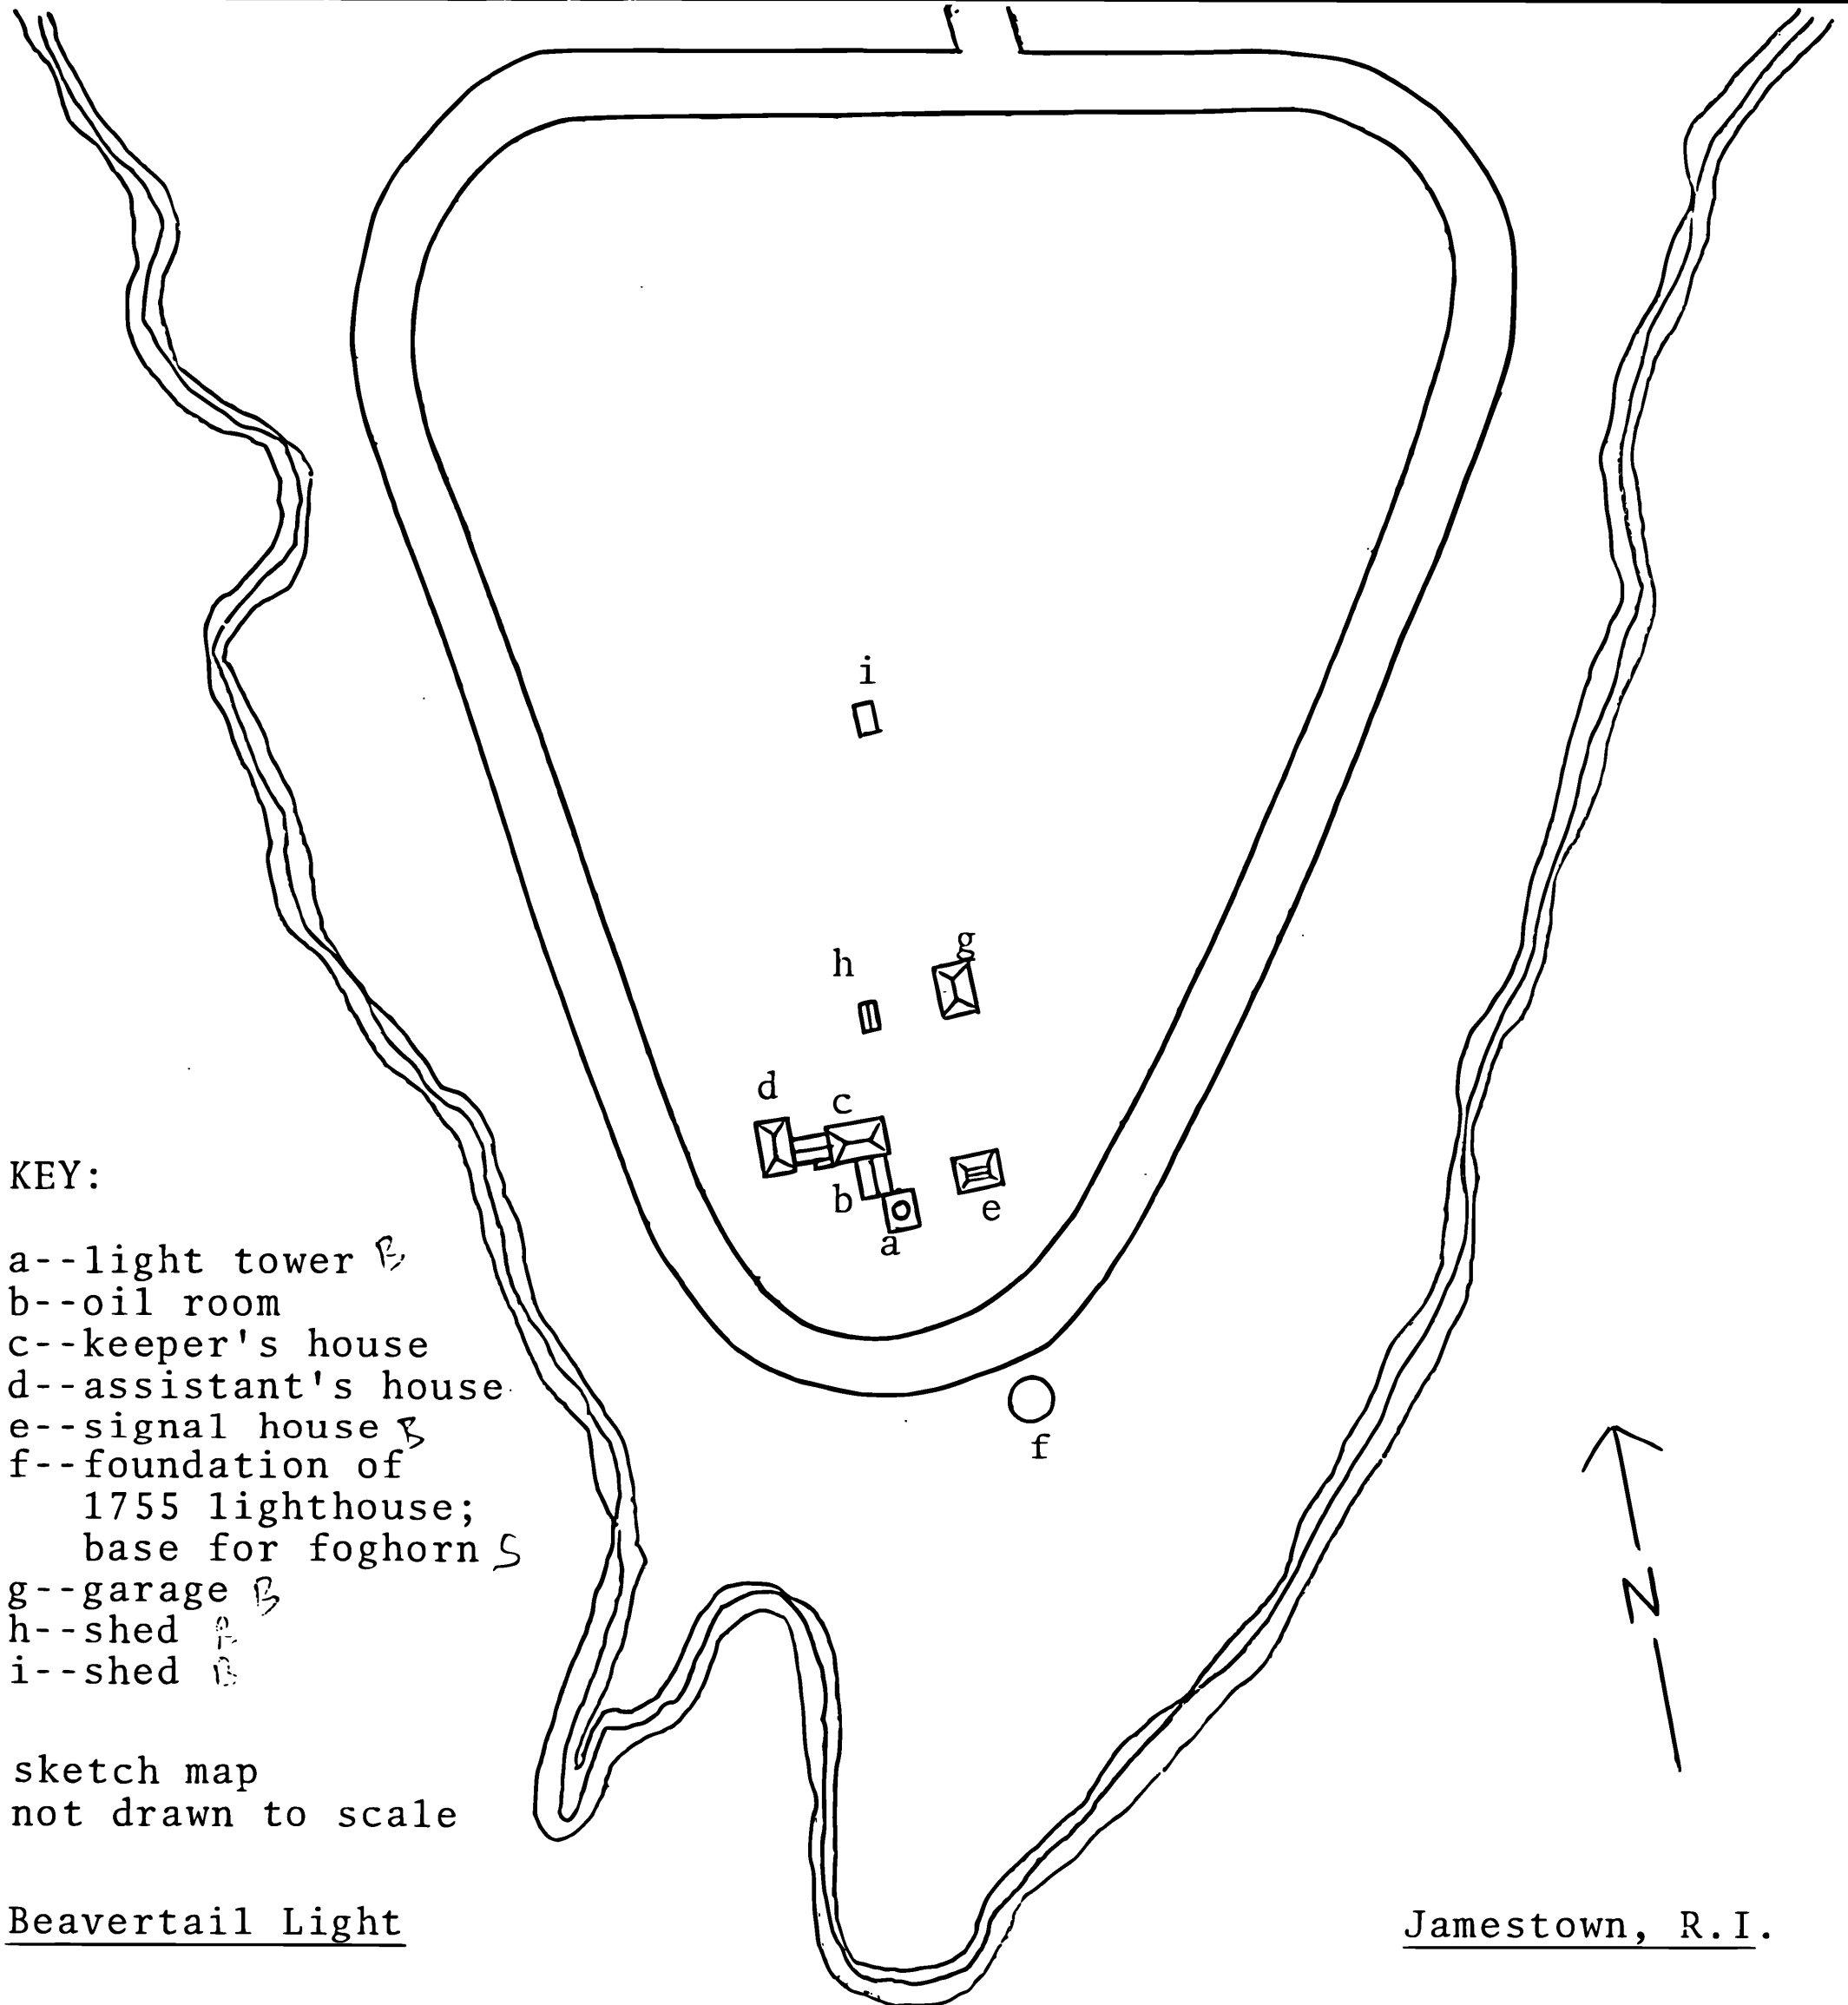 i
g
h
d
c
b
e
a
f
KEY:
a--light tower B
b--oil room
c--keeper's house
d--assistant's house
e--signal house B
f--foundation of
1755 lighthouse;
base for foghorn S
g--garage B
h--shed
i--shed B
N
sketch map
not drawn to scale
Beavertail Light
Jamestown, R.I.